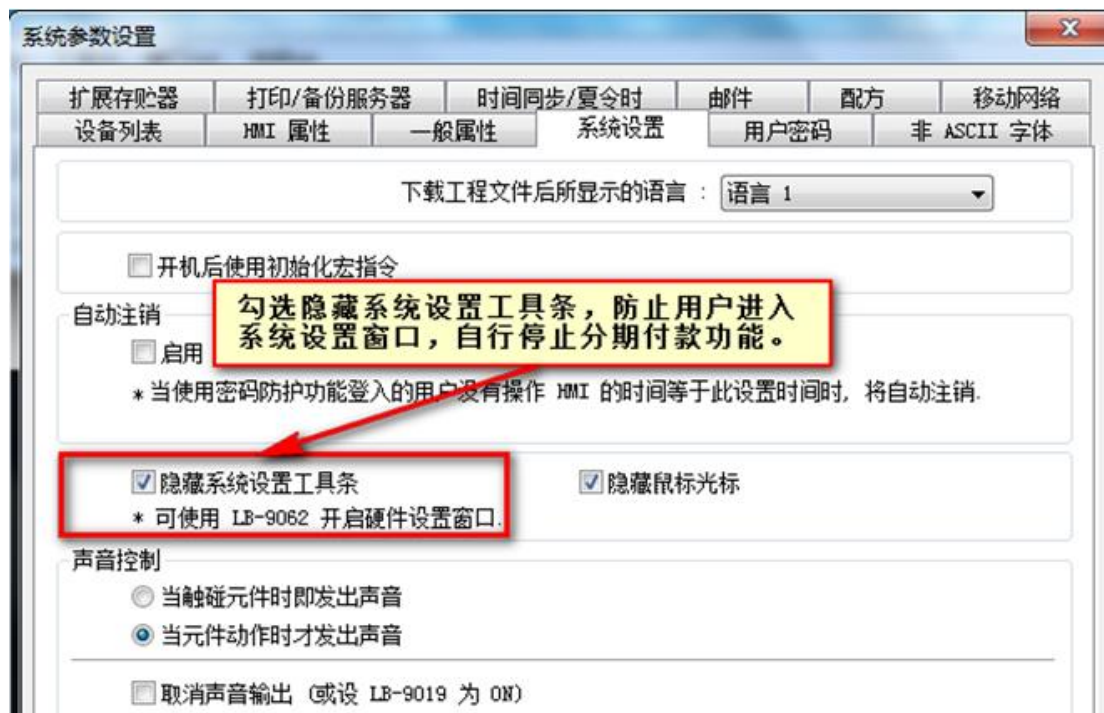 系统参数设置
扩展存贮器 打印/备份服务器 时间同步/夏令时 邮件 配方 移动网络
设备列表 HMI 属性 一般属性 系统设置 用户密码 非 ASCII 字体
下载工程文件后所显示的语言 : 语言 1
开机后使用初始化宏指令
勾选隐藏系统设置工具条，防止用户进入
系统设置窗口，自行停止分期付款功能。
自动注销
启用
* 当使用密码防护功能登入的用户没有操作 HMI 的时间等于此设置时间时, 将自动注销.
隐藏系统设置工具条 隐藏鼠标光标
* 可使用 LB-9062 开启硬件设置窗口.
声音控制
当触碰元件时即发出声音
当元件动作时才发出声音
取消声音输出 (或设 LB-9019 为 ON)